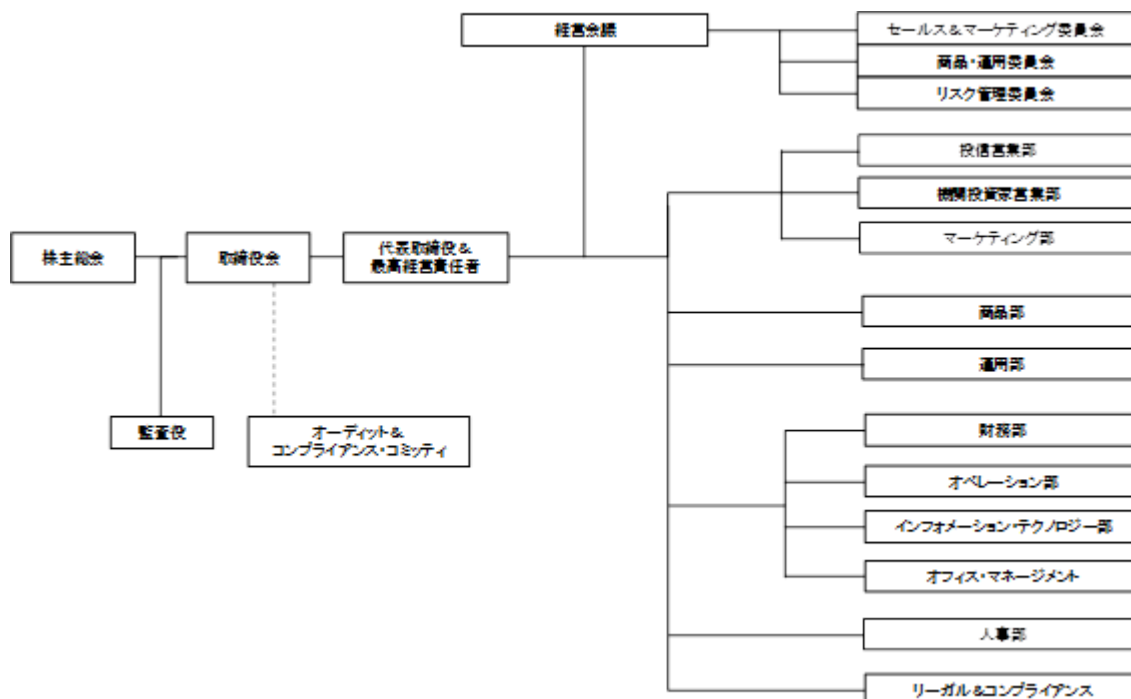 経営会議
セールス&マーケティング委員会
商品・運用委員会
リスク管理委員会
投信営業部
機関投資家営業部
マーケティング部
株主総会
取締役会
代表取締役&
最高経営責任者
商品部
運用部
監査役
オーディット&
コンプライアンス・コミッティ
財務部
オペレーション部
インフォメーション・テクノロジー部
オフィス・マネージメント
人事部
リーガル&コンプライアンス